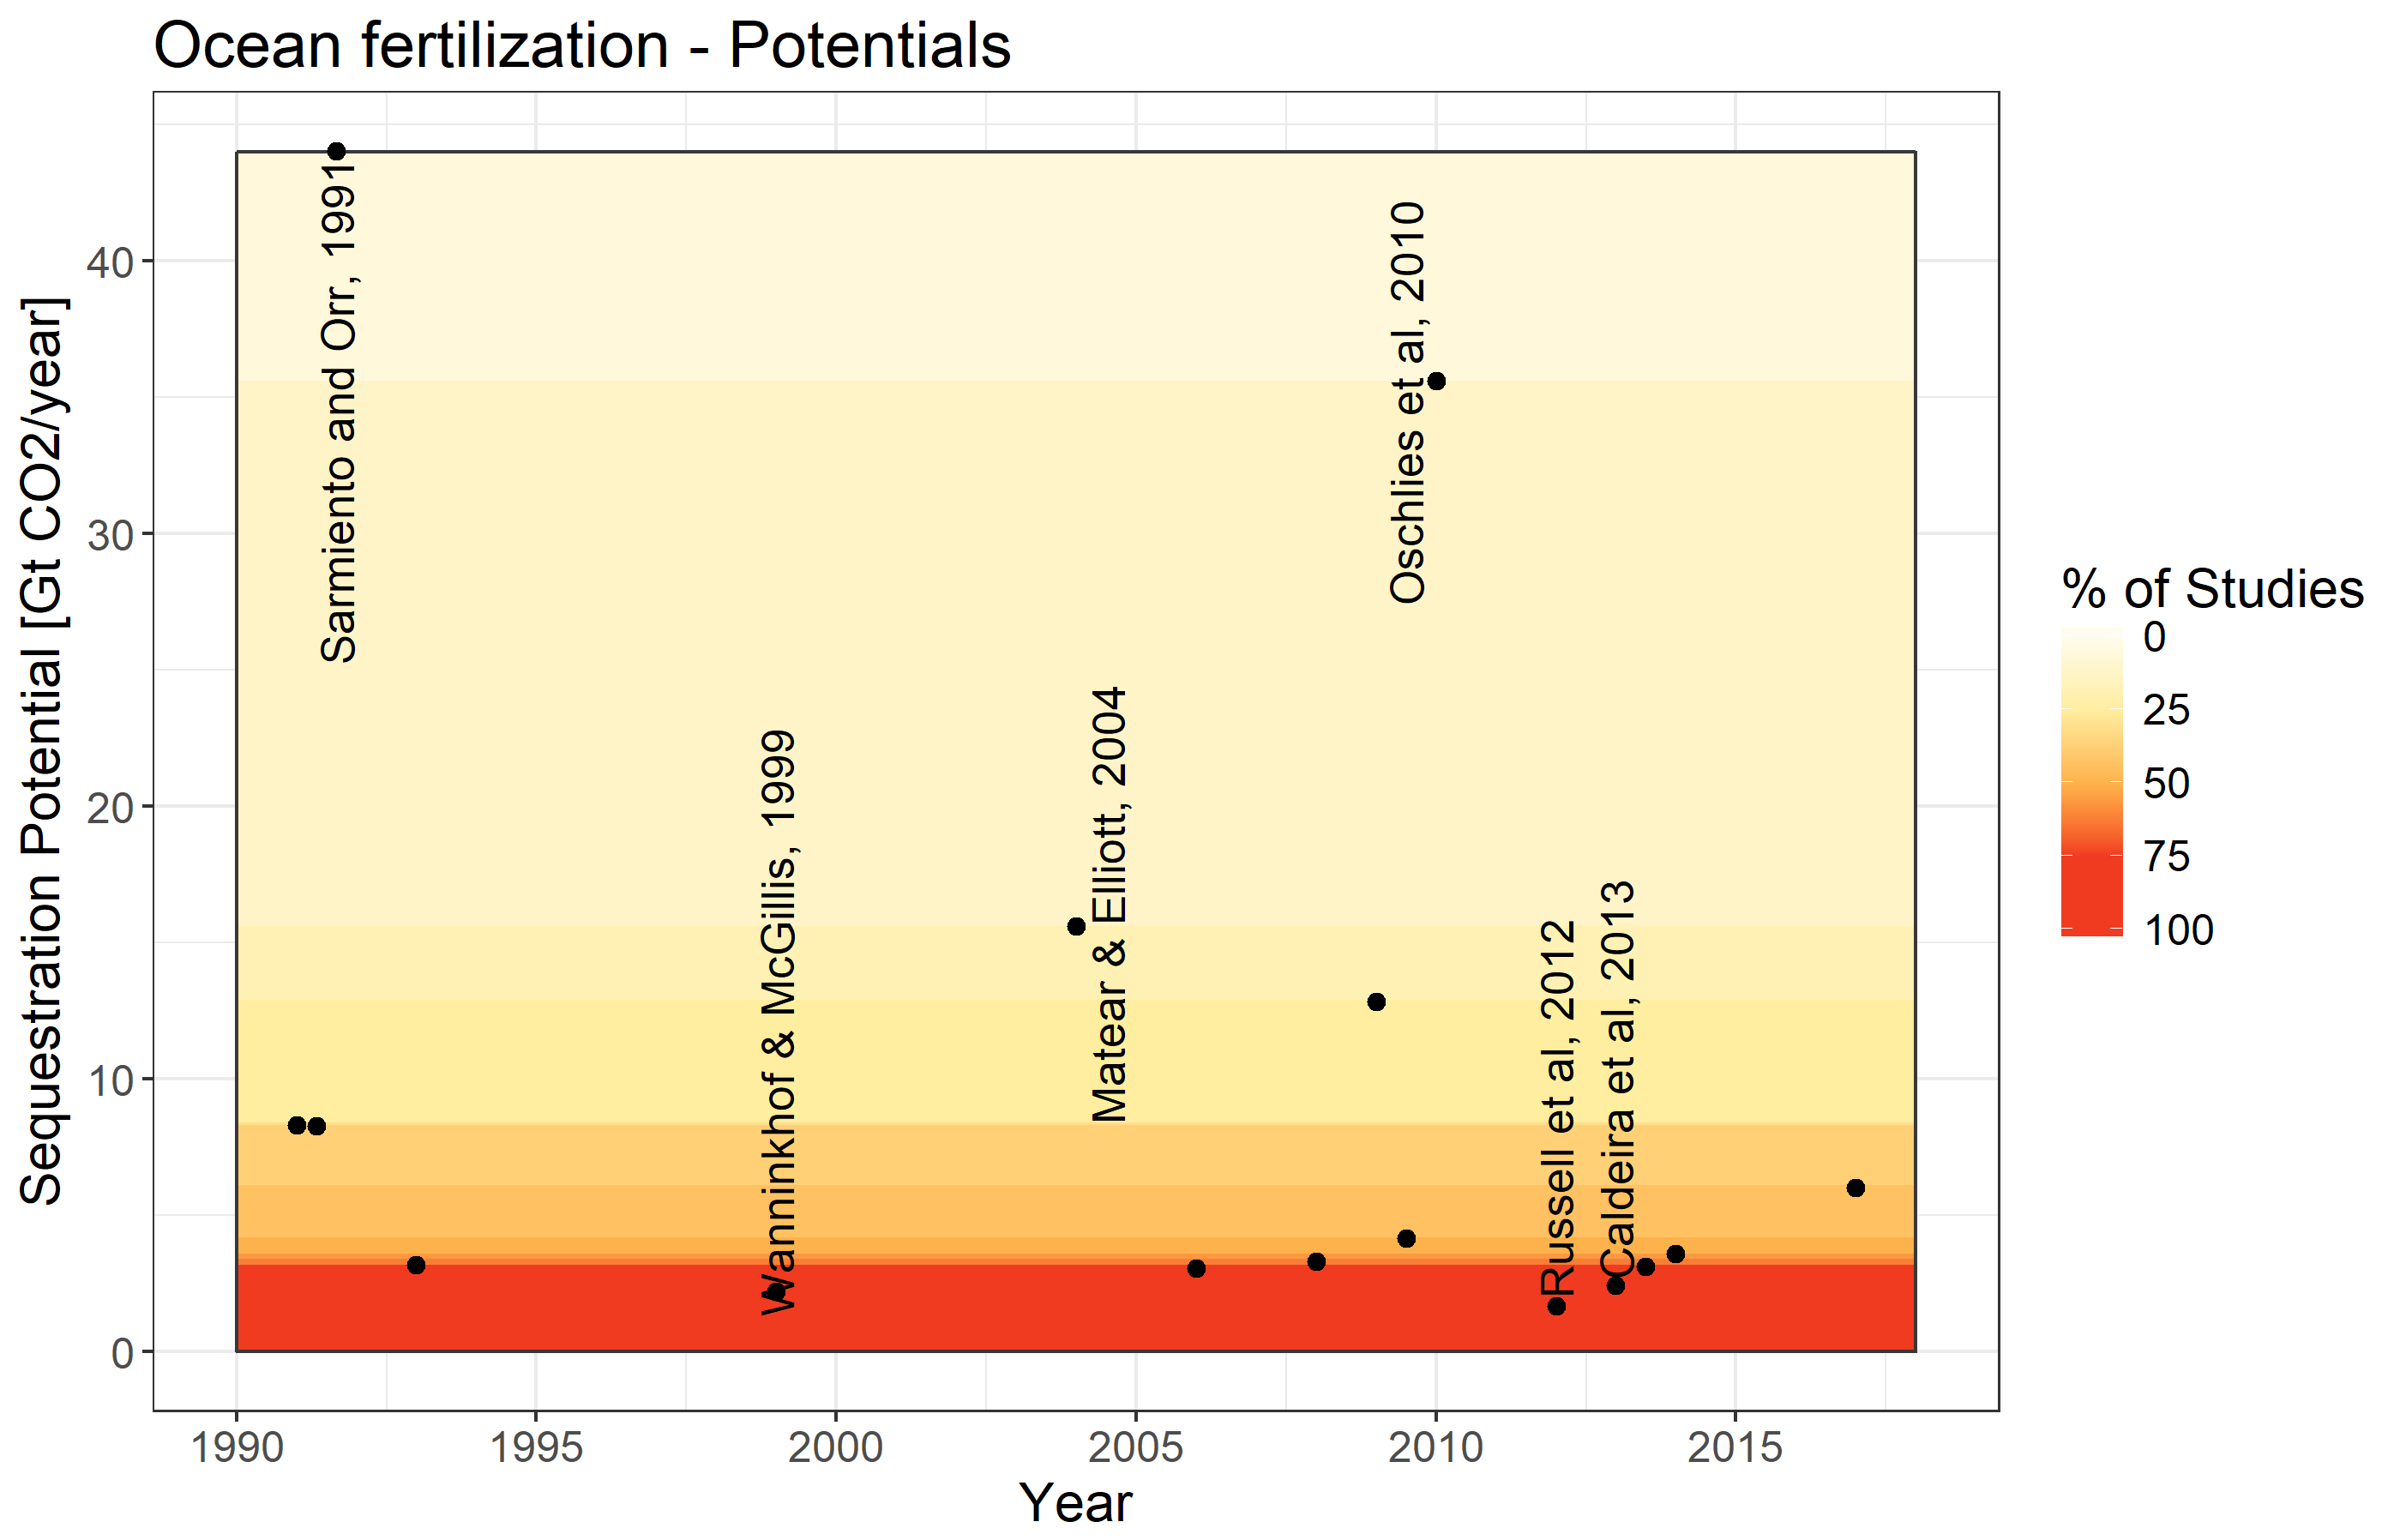 Ocean fertilization - Potentials
Sequestration Potential [Gt CO2/year]
40
30
20
10
0
Sarmiento and Orr, 1991
Wanninkhof & McGillis, 1999
Matear & Elliott, 2004
Oschlies et al, 2010
Russell et al, 2012
Caldeira et al, 2013
1990
1995
2000
2005
2010
2015
Year
% of Studies
0
25
50
75
100